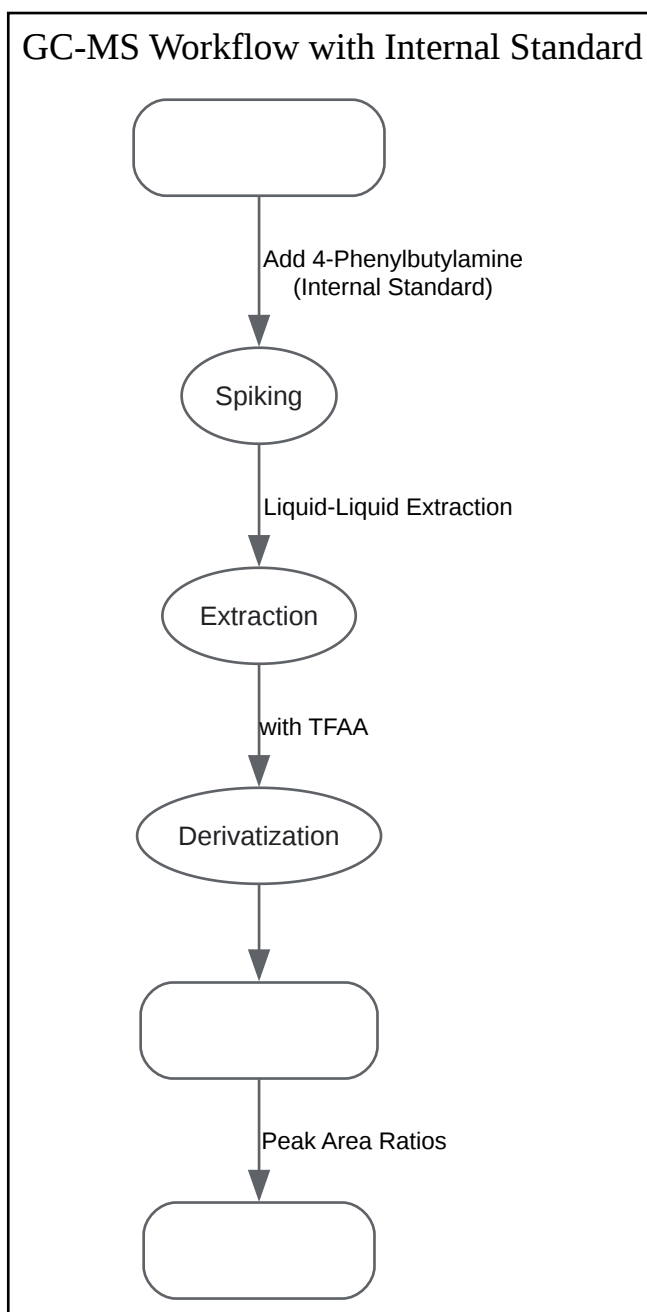 GC-MS Workflow with Internal Standard
Add 4-Phenylbutylamine
(Internal Standard)
Spiking
Liquid-Liquid Extraction
Extraction
with TFAA
Derivatization
Peak Area Ratios